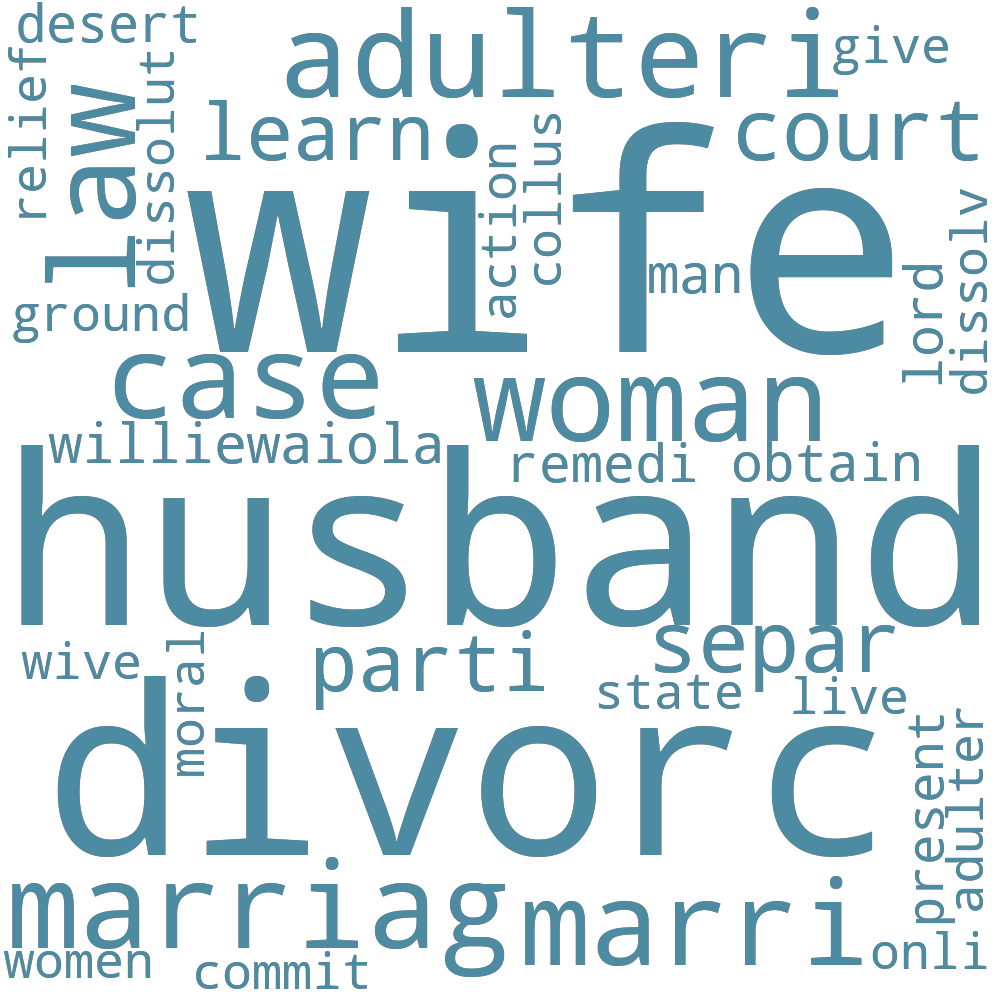 desert
adulteri
give
relief
law
dissolut
learn
court
wife
action
collus
man
lord
dissolv
ground
case
woman
williewaiola
remedi
obtain
husband
wive
moral
parti
separ
state
live
divorc
present
adulter
marriag
marri
women
commit
onli